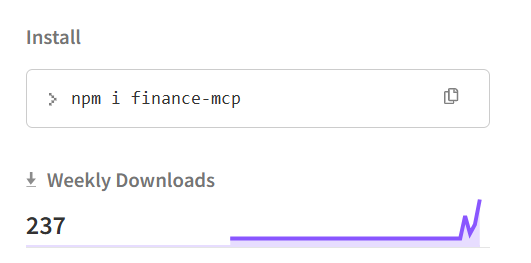 Install
npm i finance-mcp
Weekly Downloads
237